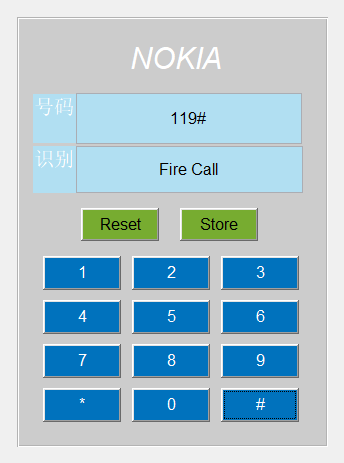 NOKIA
号码 119#
识别 Fire Call
Reset Store
1 2 3
4 5 6
7 8 9
* 0 #